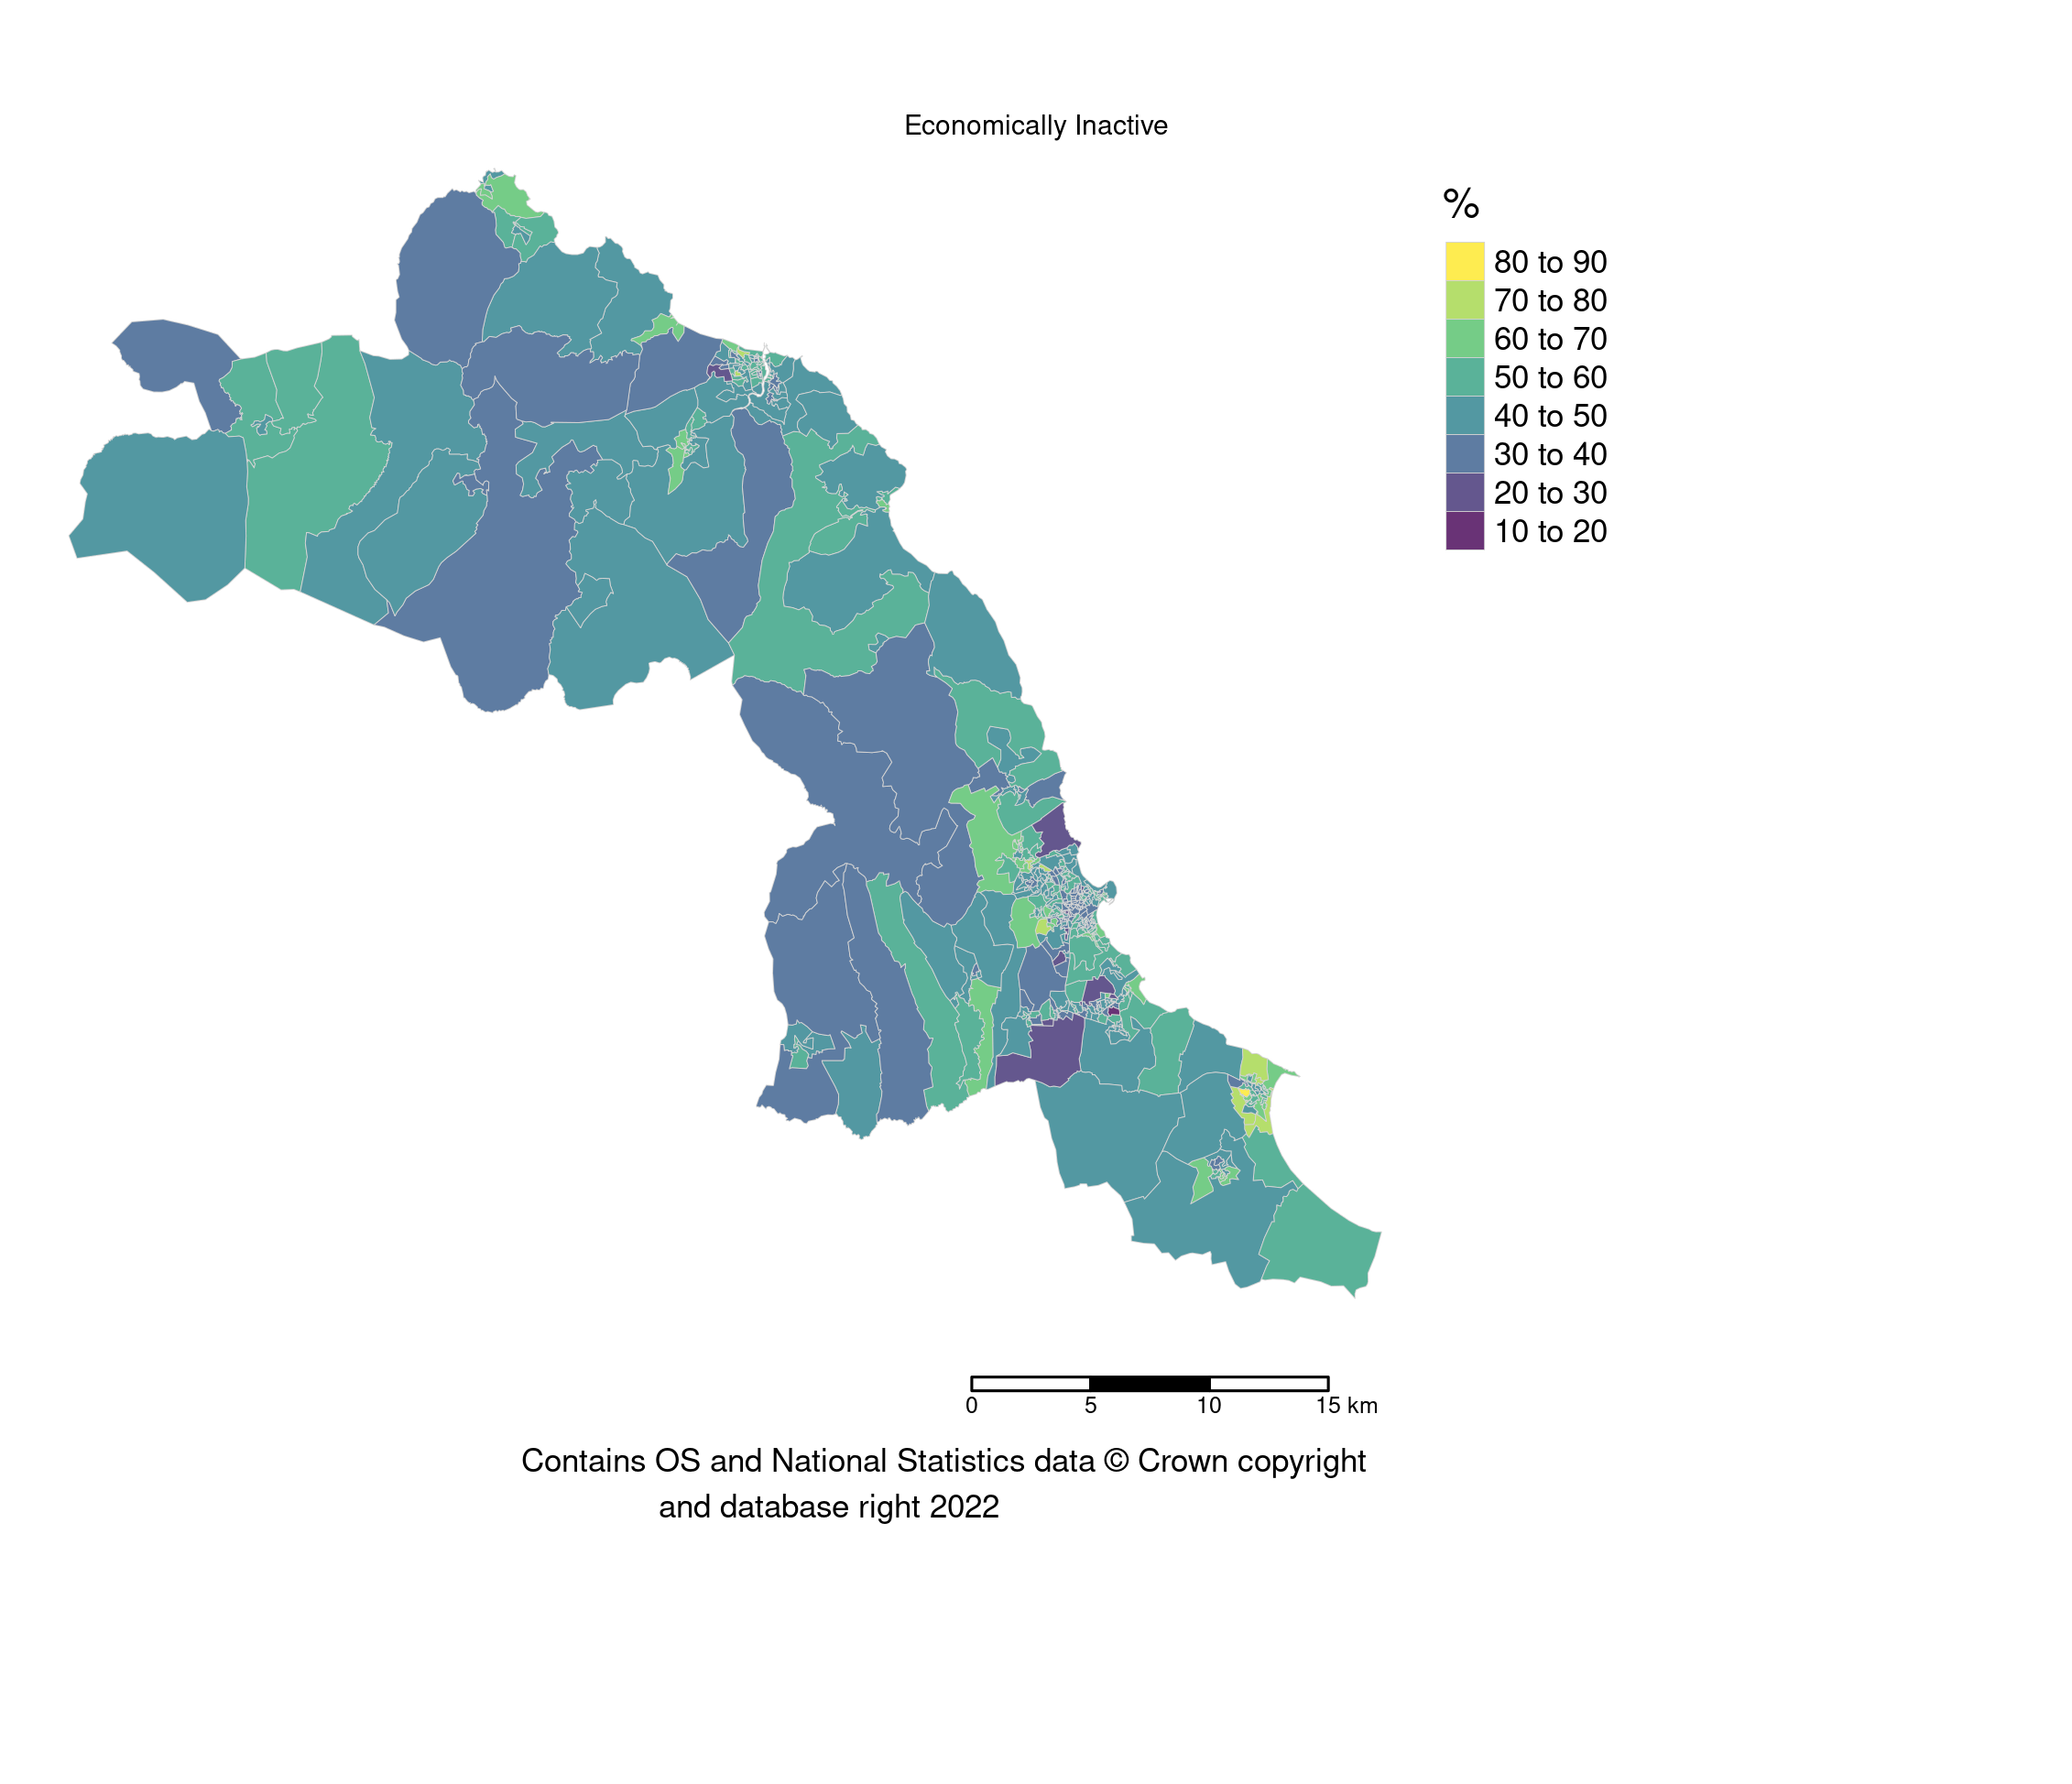 Economically Inactive
%
80 to 90
70 to 80
60 to 70
50 to 60
40 to 50
30 to 40
20 to 30
10 to 20
0 5 10 15 km
Contains OS and National Statistics data © Crown copyright
and database right 2022